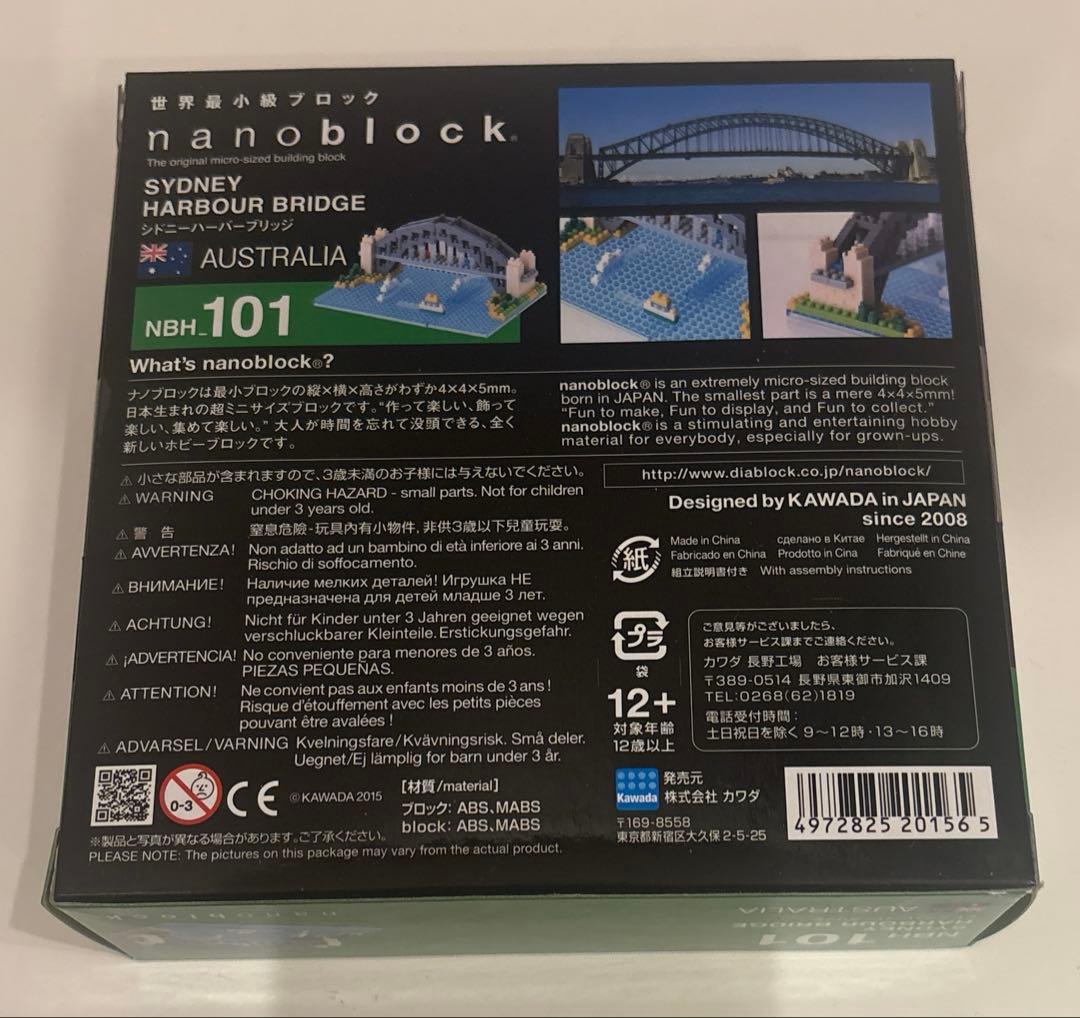 世界最小級ブロック
nanoblock®
The original micro-sized building block
SYDNEY
HARBOUR BRIDGE
シドニーハーバーブリッジ
AUSTRALIA
NBH_101
What's nanoblock®?
ナノブロックは最小ブロックの縦×横×高さがわずか4×4×5mm。
日本生まれの超ミニサイズブロックです。"作って楽しい、飾って
楽しい、集めて楽しい。" 大人が時間を忘れて没頭できる、全く
新しいホビーブロックです。
nanoblock® is an extremely micro-sized building block
born in JAPAN. The smallest part is a mere 4×4×5mm!
"Fun to make, Fun to display, and Fun to collect."
nanoblock® is a stimulating and entertaining hobby
material for everybody, especially for grown-ups.
⚠ 小さな部品が含まれますので、3歳未満のお子様には与えないでください。
⚠ WARNING CHOKING HAZARD - small parts. Not for children
under 3 years old.
⚠ 警 告 窒息危險-玩具內有小物件, 非供3歲以下兒童玩耍。
⚠ AVVERTENZA! Non adatto ad un bambino di età inferiore ai 3 anni.
Rischio di soffocamento.
⚠ ВНИМАНИЕ! Наличие мелких деталей! Игрушка НЕ
предназначена для детей младше 3 лет.
⚠ ACHTUNG! Nicht für Kinder unter 3 Jahren geeignet wegen
verschluckbarer Kleinteile. Erstickungsgefahr.
⚠ ¡ADVERTENCIA! No conveniente para menores de 3 años.
PIEZAS PEQUEÑAS.
⚠ ATTENTION! Ne convient pas aux enfants moins de 3 ans !
Risque d'étouffement avec les petits pièces
pouvant être avalées !
⚠ ADVARSEL/VARNING Kvelningsfare/Kvävningsrisk. Små deler.
Uegnet/Ej lämplig for barn under 3 år.
http://www.diablock.co.jp/nanoblock/
Designed by KAWADA in JAPAN
since 2008
紙
Made in China сделано в Китае Hergestellt in China
Fabricado en China Prodotto in Cina Fabriqué en Chine
組立説明書付き With assembly instructions
プラ
袋
12+
対象年齢
12歳以上
ご意見等がございましたら、
お客様サービス課までご連絡ください。
カワダ 長野工場 お客様サービス課
〒389-0514 長野県東御市加沢1409
TEL:0268(62)1819
電話受付時間:
土日祝日を除く 9~12時・13~16時
0-3
CE
©KAWADA 2015
[材質/material]
ブロック: ABS、MABS
block: ABS、MABS
Kawada
発売元
株式会社 カワダ
〒169-8558
東京都新宿区大久保2-5-25
4972825 201565
※製品と写真が異なる場合があります。ご了承ください。
PLEASE NOTE: The pictures on this package may vary from the actual product.
nanoblock
AUSTRALIA
HARBOUR BRIDGE
SYDNEY
NBH 101